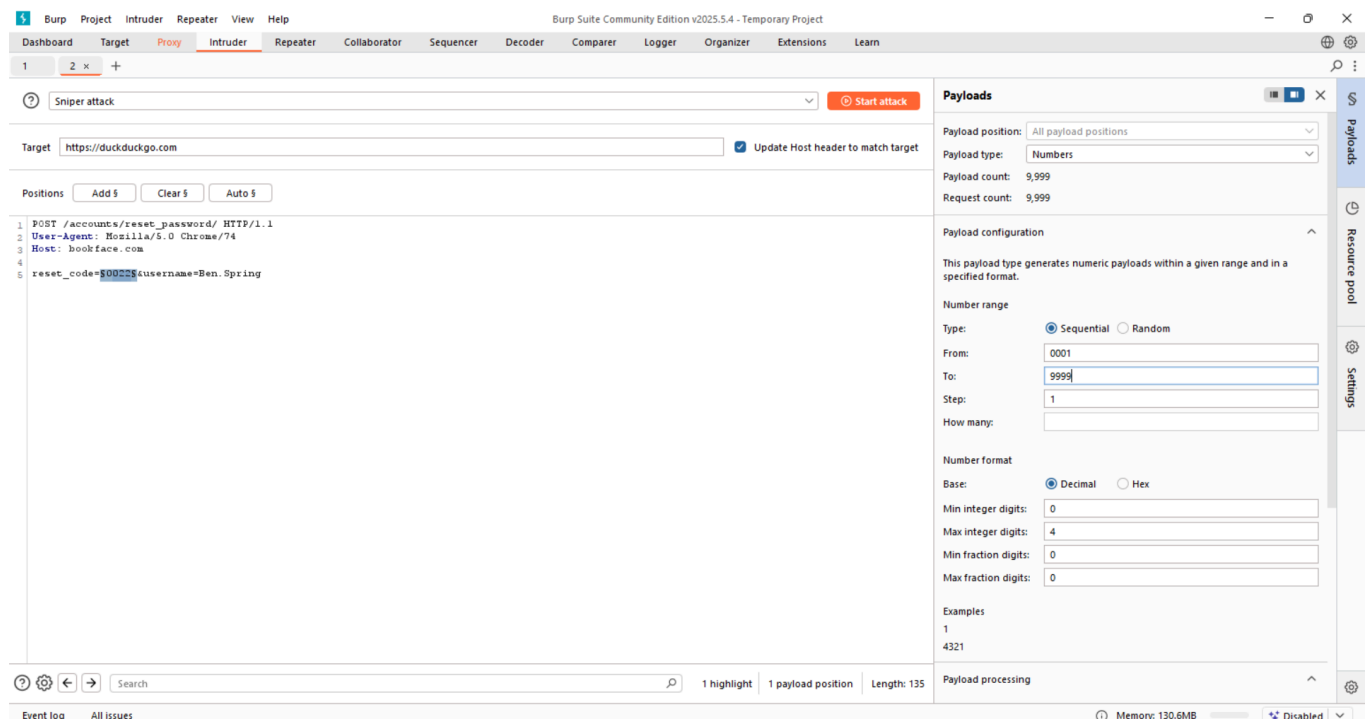 Burp Project Intruder Repeater View Help Burp Suite Community Edition v2025.5.4 - Temporary Project
Dashboard Target Proxy Intruder Repeater Collaborator Sequencer Decoder Comparer Logger Organizer Extensions Learn
1 2 × +
Sniper attack Start attack
Target https://duckduckgo.com Update Host header to match target
Positions Add § Clear § Auto §
1 POST /accounts/reset_password/ HTTP/1.1
2 User-Agent: Mozilla/5.0 Chrome/74
3 Host: bookface.com
4
5 reset_code=§0022§&username=Ben.Spring
Search 1 highlight 1 payload position Length: 135
Event log All issues
Payloads
Payload position: All payload positions
Payload type: Numbers
Payload count: 9,999
Request count: 9,999
Payload configuration
This payload type generates numeric payloads within a given range and in a
specified format.
Number range
Type: Sequential Random
From: 0001
To: 9999
Step: 1
How many:
Number format
Base: Decimal Hex
Min integer digits: 0
Max integer digits: 4
Min fraction digits: 0
Max fraction digits: 0
Examples
1
4321
Payload processing
Memory: 130.6MB Disabled
§ Payloads
Resource pool
Settings